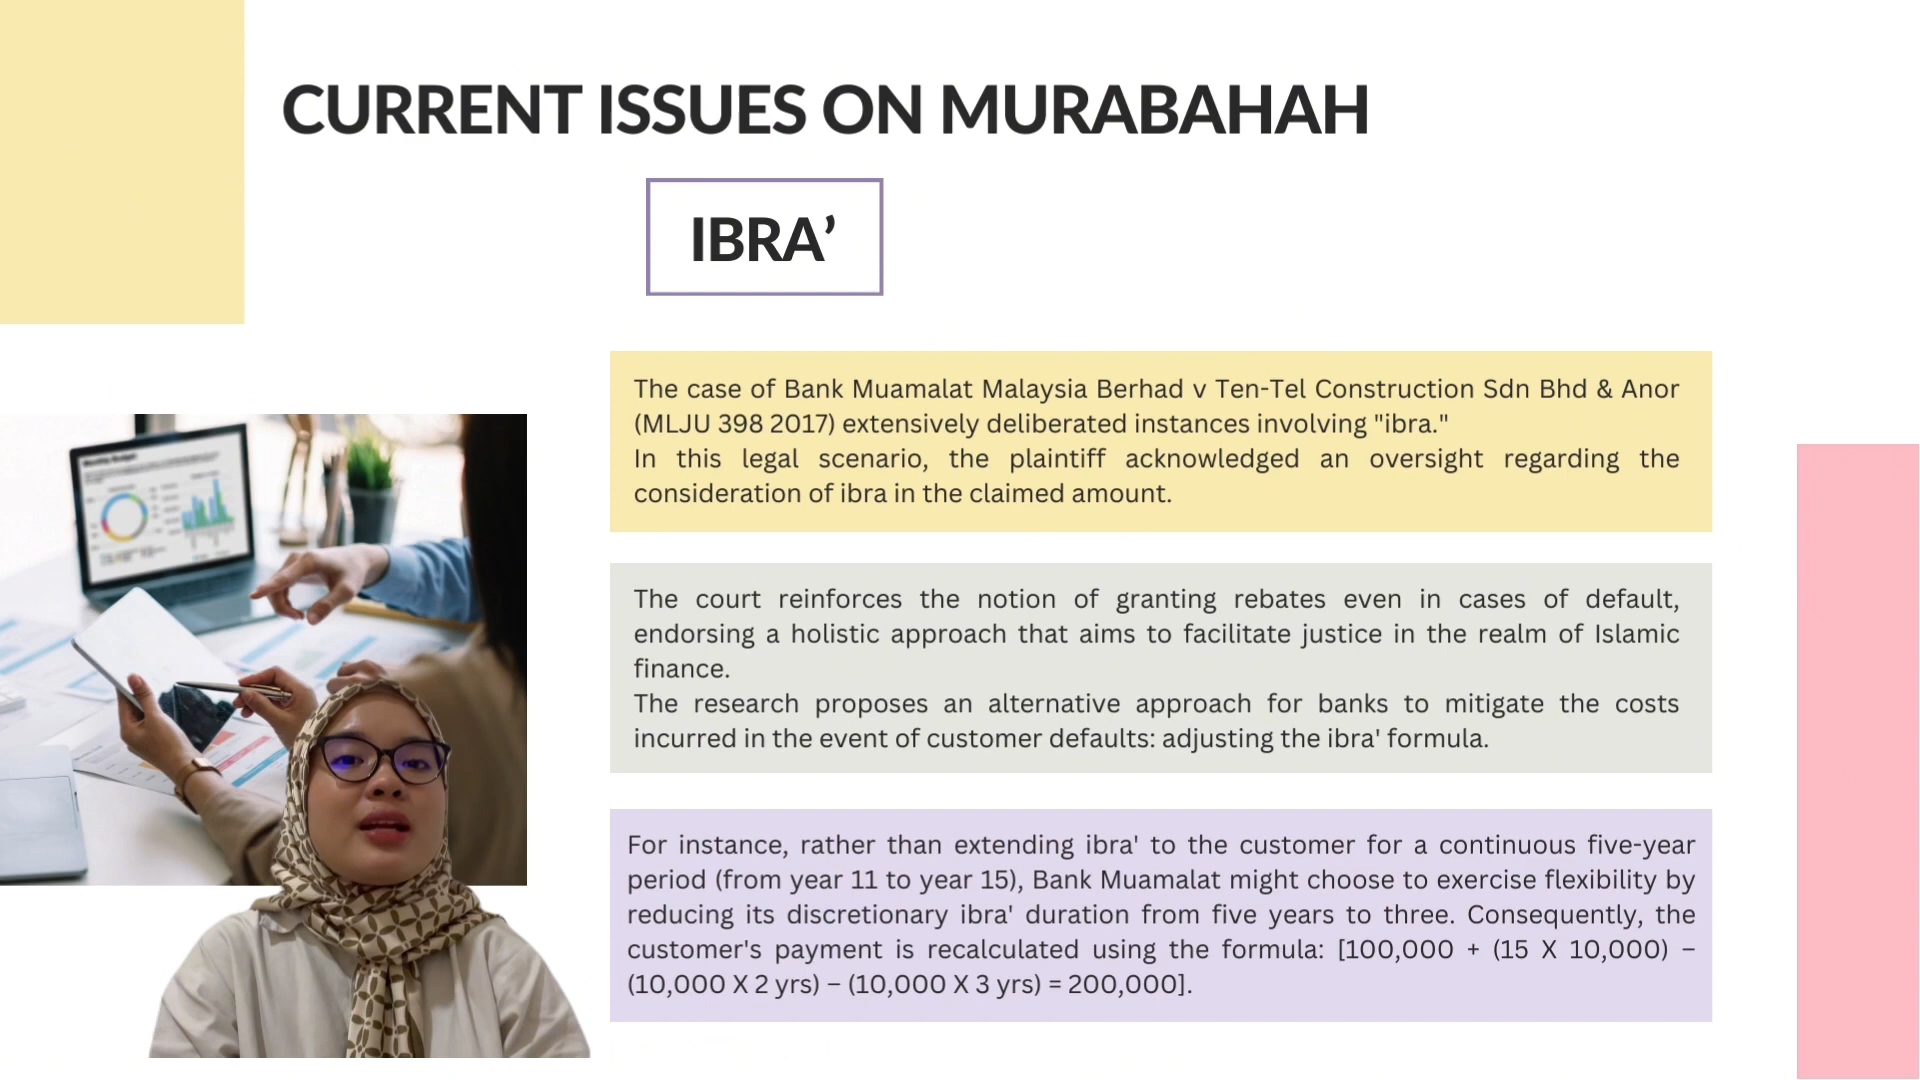 CURRENT ISSUES ON MURABAHAH
IBRA’
The case of Bank Muamalat Malaysia Berhad v Ten-Tel Construction Sdn Bhd & Anor
(MLJU 398 2017) extensively deliberated instances involving "ibra."
In this legal scenario, the plaintiff acknowledged an oversight regarding the
consideration of ibra in the claimed amount.
The court reinforces the notion of granting rebates even in cases of default,
endorsing a holistic approach that aims to facilitate justice in the realm of Islamic
finance.
The research proposes an alternative approach for banks to mitigate the costs
incurred in the event of customer defaults: adjusting the ibra' formula.
For instance, rather than extending ibra' to the customer for a continuous five-year
period (from year 11 to year 15), Bank Muamalat might choose to exercise flexibility by
reducing its discretionary ibra' duration from five years to three. Consequently, the
customer's payment is recalculated using the formula: [100,000 + (15 X 10,000) –
(10,000 X 2 yrs) – (10,000 X 3 yrs) = 200,000].